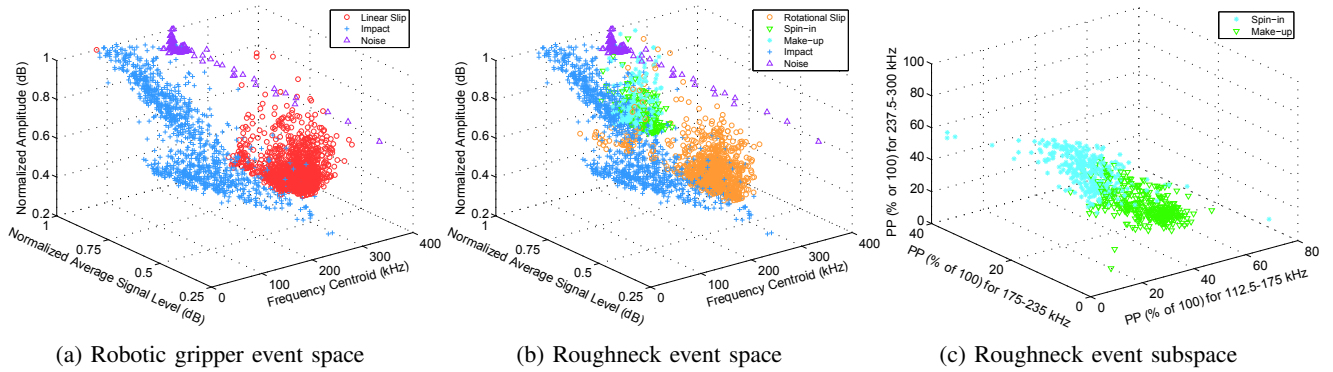 Linear Slip
Impact
Noise
1
0.8
0.6
0.4
0.2
Normalized Amplitude (dB)
1
0.75
0.5
0.25
Normalized Average Signal Level (dB)
0
100
200
300
400
Frequency Centroid (kHz)
(a) Robotic gripper event space
Rotational Slip
Spin-in
Make-up
Impact
Noise
1
0.8
0.6
0.4
0.2
Normalized Amplitude (dB)
1
0.75
0.5
0.25
Normalized Average Signal Level (dB)
0
100
200
300
400
Frequency Centroid (kHz)
(b) Roughneck event space
Spin-in
Make-up
100
80
60
40
20
0
PP (% or 100) for 237.5-300 kHz
40
20
0
PP (% of 100) for 175-235 kHz
0
20
40
60
80
PP (% of 100) for 112.5-175 kHz
(c) Roughneck event subspace